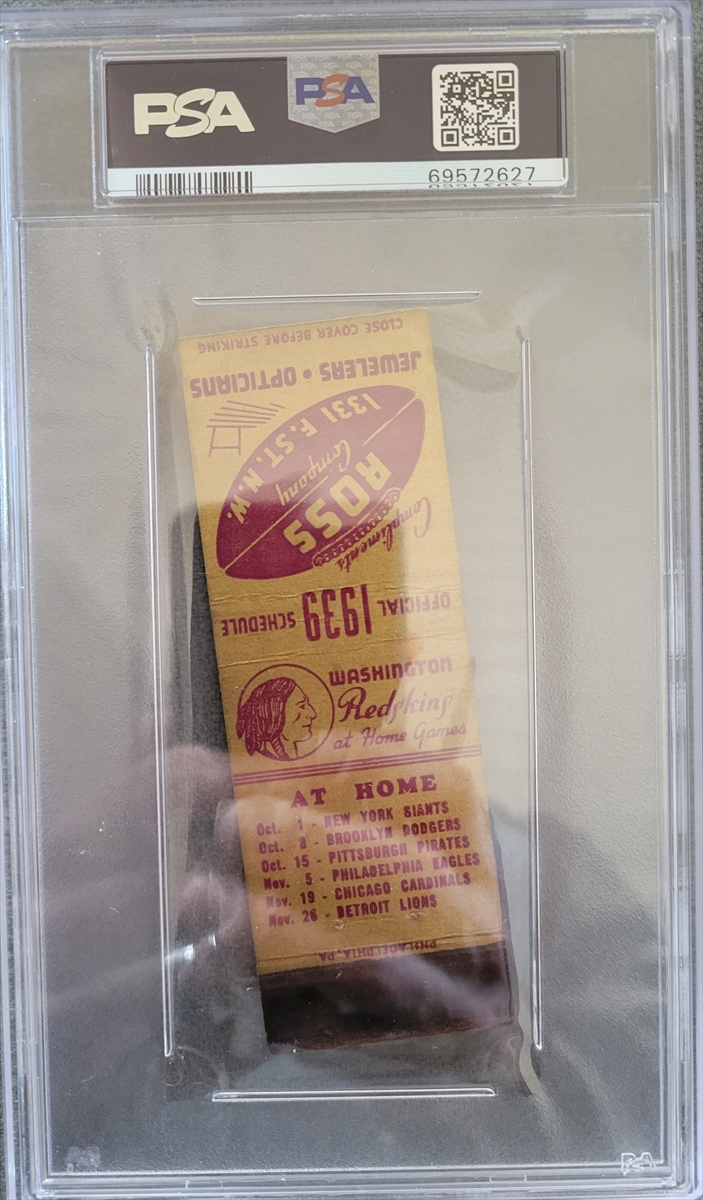 PSA
PSA
69572627
CLOSE COVER BEFORE STRIKING
JEWELERS • OPTICIANS
1331 F. ST. N.W.
Company
ROSS
Compliments
OFFICIAL 1939 SCHEDULE
WASHINGTON
Redskins
at Home Games
AT HOME
Oct. 1 - NEW YORK GIANTS
Oct. 8 - BROOKLYN DODGERS
Oct. 15 - PITTSBURGH PIRATES
Nov. 5 - PHILADELPHIA EAGLES
Nov. 19 - CHICAGO CARDINALS
Nov. 26 - DETROIT LIONS
PHILADELPHIA, PA
PSA